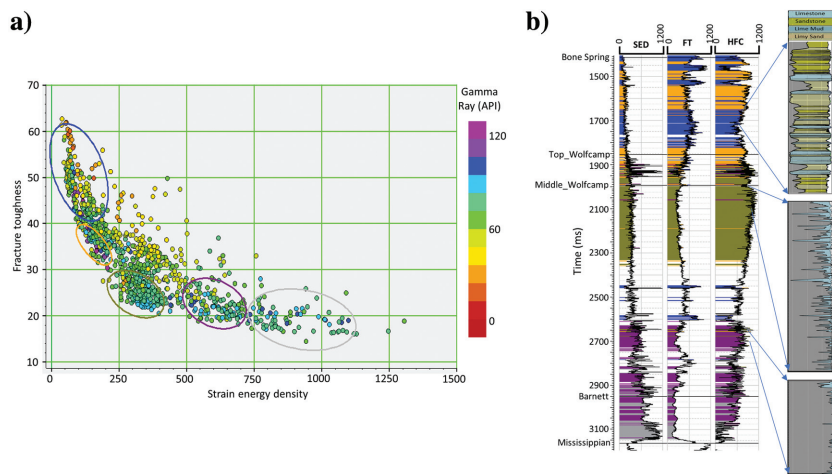 a)
Fracture toughness
70
60
50
40
30
20
10
0
250
500
750
1000
1250
1500
Strain energy density
Gamma
Ray (API)
120
60
0
b)
0 1200
0 1200
0 1200
SED
FT
HFC
Limestone
Sandstone
Lime Mud
Limy Sand
Time (ms)
Bone Spring
1500
1700
Top_Wolfcamp
1900
Middle_Wolfcamp
2100
2300
2500
2700
2900
Barnett
3100
Mississippian